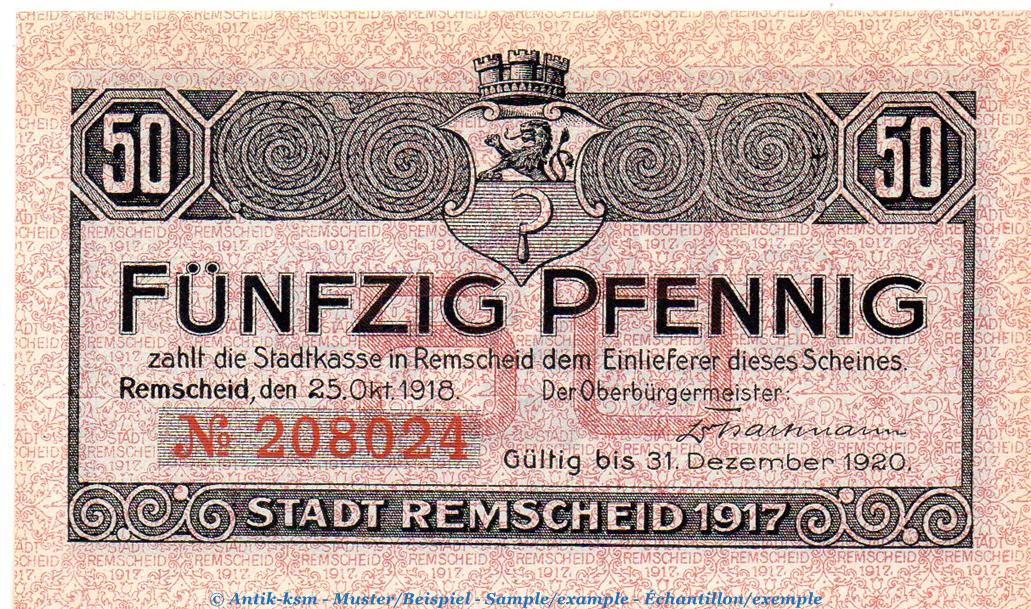 50 50
FÜNFZIG PFENNIG
zahlt die Stadtkasse in Remscheid dem Einlieferer dieses Scheines.
Remscheid, den 25. Okt. 1918. Der Oberbürgermeister:
№ 208024 Dr Hartmann
Gültig bis 31. Dezember 1920.
STADT REMSCHEID 1917
© Antik-ksm - Muster/Beispiel - Sample/example - Échantillon/exemple